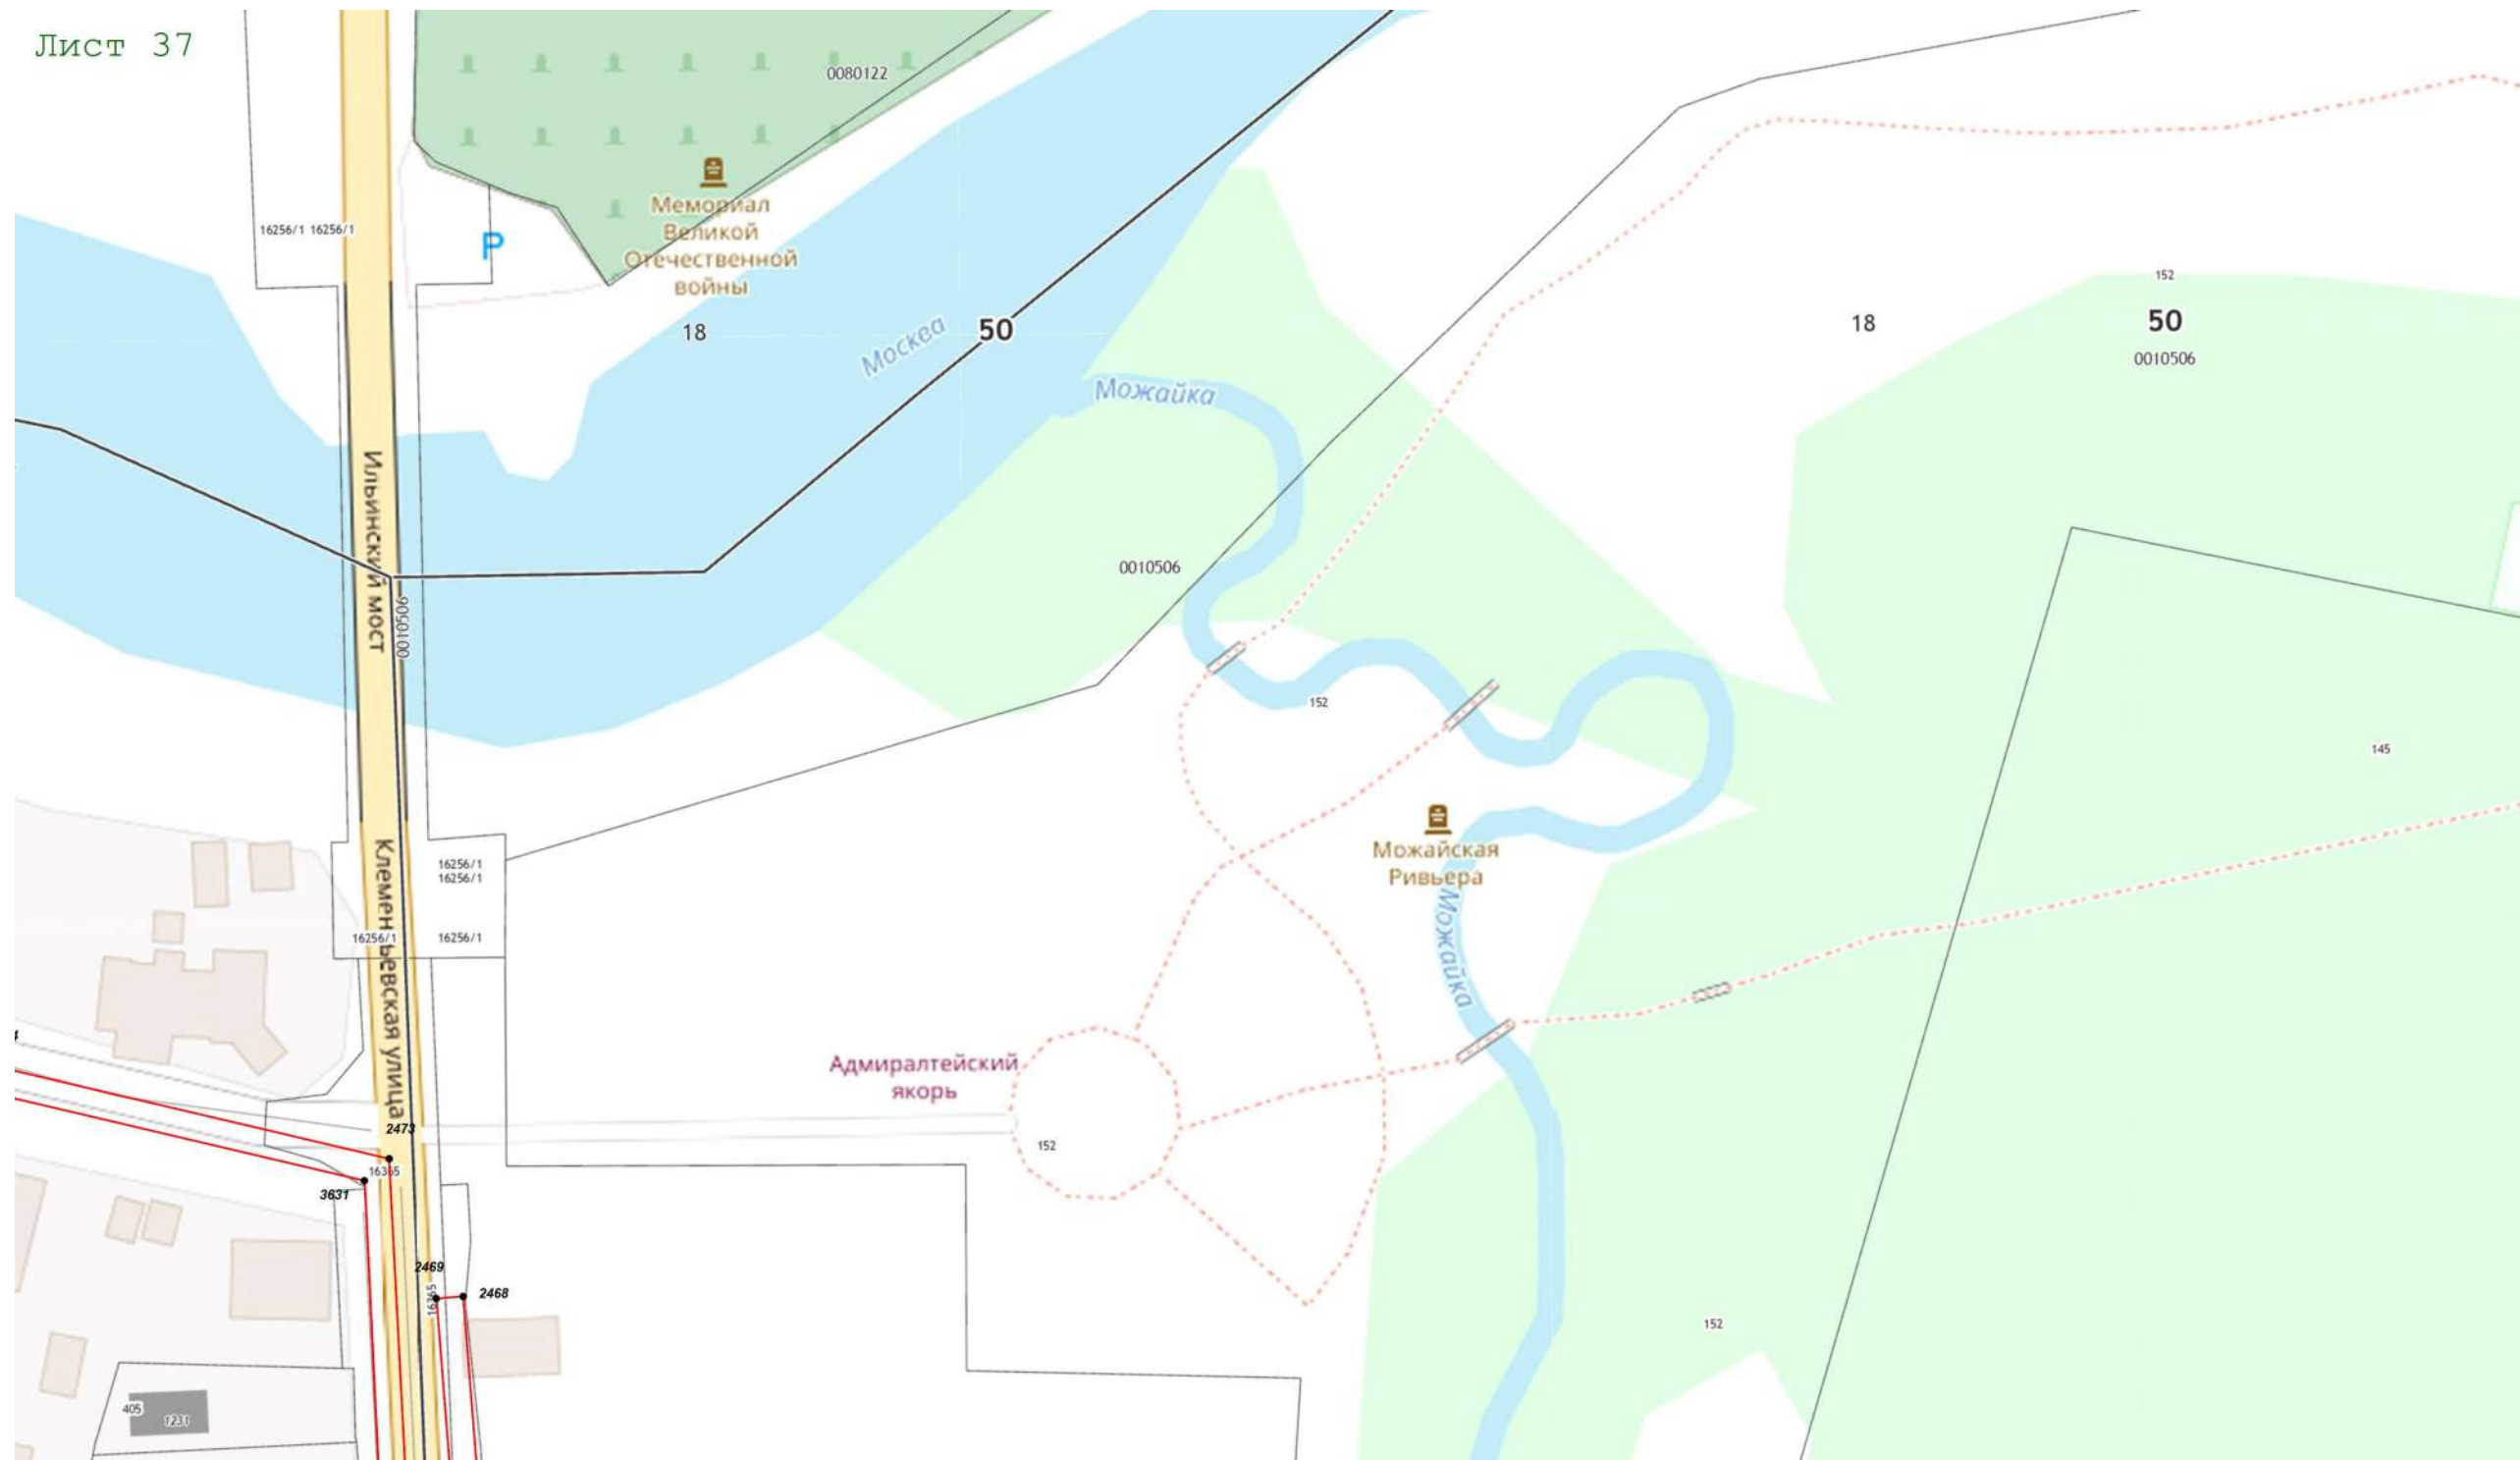 Лист 37
0080122
Мемориал
Великой
Отечественной
войны
16256/1 16256/1
P
152
18
50
Москва
18
50
0010506
Можайка
Ильинский мост
0010506
0010506
152
145
Можайская
Ривьера
Можайка
16256/1
16256/1
16256/1
16256/1
Клементьевская улица
Адмиралтейский
якорь
2473
152
16365
3631
2469
16365
2468
152
405
1231